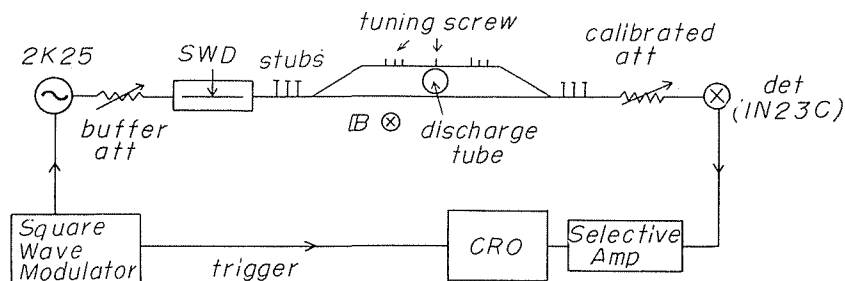 tuning screw
2K25
SWD
stubs
calibrated
att
det
(1N23C)
buffer
att
B
discharge
tube
Square
Wave
Modulator
trigger
CRO
Selective
Amp